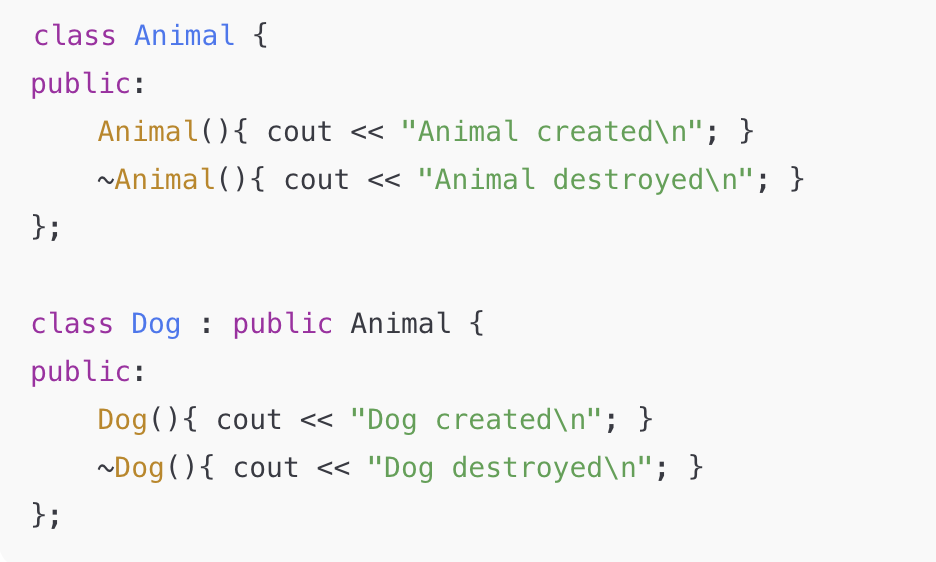 class Animal {
public:
    Animal(){ cout << "Animal created\n"; }
    ~Animal(){ cout << "Animal destroyed\n"; }
};

class Dog : public Animal {
public:
    Dog(){ cout << "Dog created\n"; }
    ~Dog(){ cout << "Dog destroyed\n"; }
};